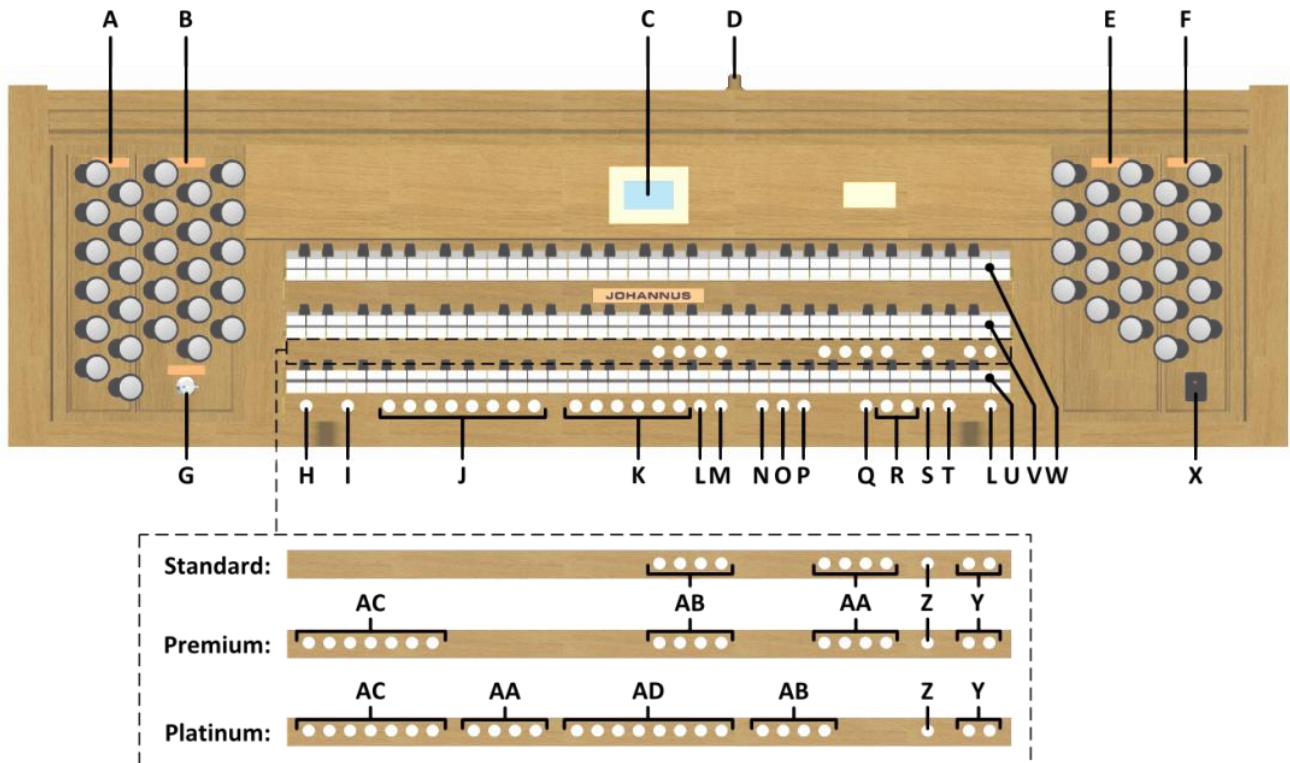 A B C D E F
JOHANNUS
G H I J K L M N O P Q R S T L U V W X
Standard:
AC AB AA Z Y
Premium:
AC AA AD AB Z Y
Platinum: